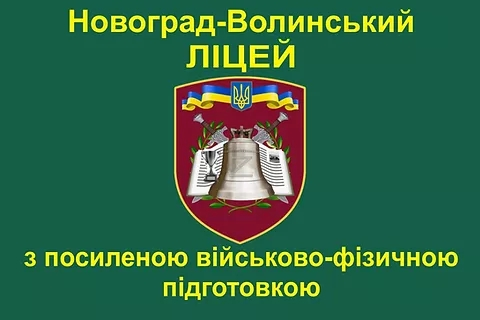 Новоград-Волинський
ЛІЦЕЙ
з посиленою військово-фізичною
підготовкою